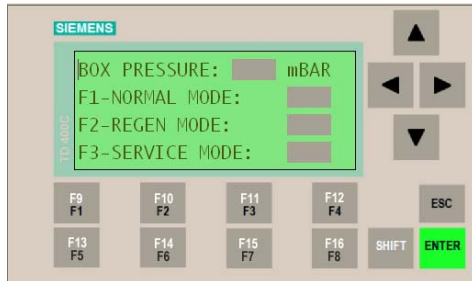 SIEMENS
BOX PRESSURE: mBAR
F1-NORMAL MODE:
F2-REGEN MODE:
F3-SERVICE MODE:
TD 400C
F9 F10 F11 F12
F1 F2 F3 F4
ESC
F13 F14 F15 F16
F5 F6 F7 F8
SHIFT ENTER